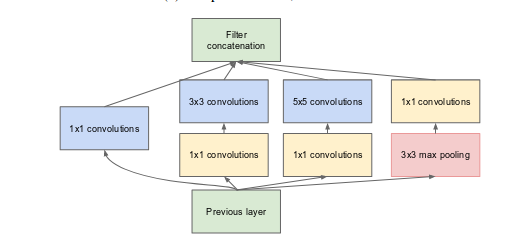 Filter
concatenation
3x3 convolutions
5x5 convolutions
1x1 convolutions
1x1 convolutions
1x1 convolutions
1x1 convolutions
3x3 max pooling
Previous layer